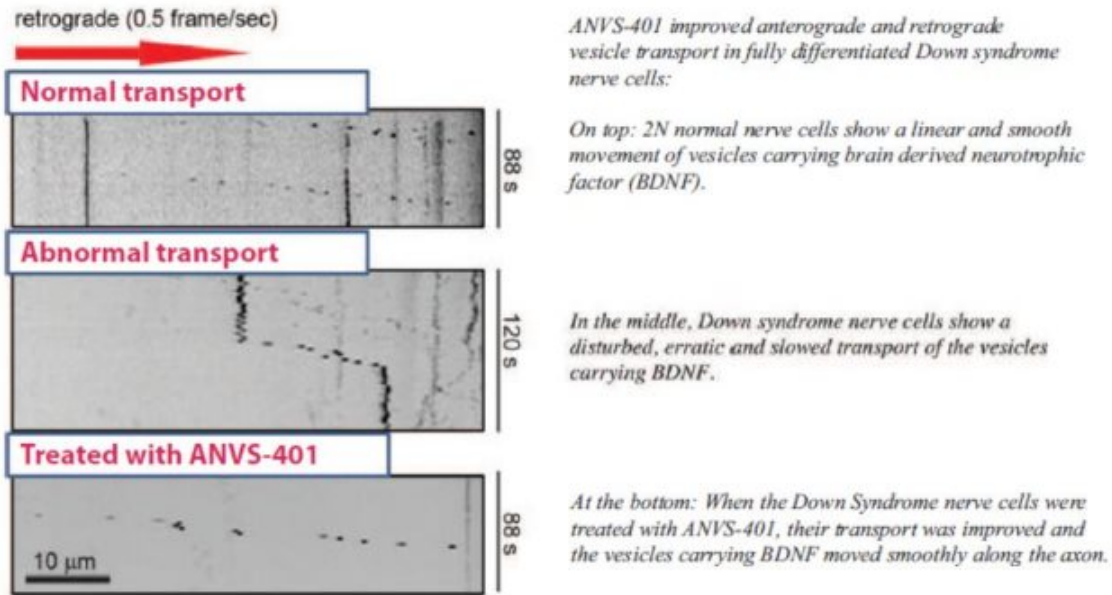 retrograde (0.5 frame/sec)
Normal transport
88 s
Abnormal transport
120 s
Treated with ANVS-401
88 s
10 μm
ANVS-401 improved anterograde and retrograde
vesicle transport in fully differentiated Down syndrome
nerve cells:
On top: 2N normal nerve cells show a linear and smooth
movement of vesicles carrying brain derived neurotrophic
factor (BDNF).
In the middle, Down syndrome nerve cells show a
disturbed, erratic and slowed transport of the vesicles
carrying BDNF.
At the bottom: When the Down Syndrome nerve cells were
treated with ANVS-401, their transport was improved and
the vesicles carrying BDNF moved smoothly along the axon.